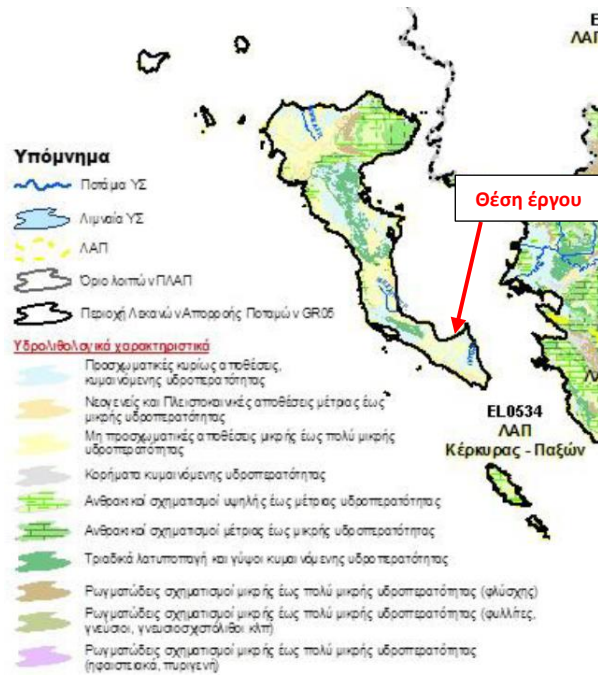 Ε
ΛΑΠ
Θέση έργου
Υπόμνημα
Ποτάμια ΥΣ
Λιμναία ΥΣ
ΛΑΠ
Όριο λοιπών ΠΛΑΠ
Περιοχή Λεκανών Απορροής Ποταμών GR05
Υδρολιθολογικά χαρακτηριστικά
Προσχωματικές κυρίως αποθέσεις,
κυμαινόμενης υδροπερατότητας
Νεογενείς και Πλειστοκαινικές αποθέσεις μέτριας έως
μικρής υδροπερατότητας
Μη προσχωματικές αποθέσεις μικρής έως πολύ μικρής
υδροπερατότητας
Κορήματα κυμαινόμενης υδροπερατότητας
Ανθρακικοί σχηματισμοί υψηλής έως μέτριας υδροπερατότητας
Ανθρακικοί σχηματισμοί μέτριας έως μικρής υδροπερατότητας
Τριαδικά λατυποπαγή και γύψοι κυμαινόμενης υδροπερατότητας
Ρωγματώδεις σχηματισμοί μικρής έως πολύ μικρής υδροπερατότητας (φλύσχης)
Ρωγματώδεις σχηματισμοί μικρής έως πολύ μικρής υδροπερατότητας (φυλλίτες,
γνεύσιοι, γνευσιοσχιστόλιθοι κλπ)
Ρωγματώδεις σχηματισμοί μικρής έως πολύ μικρής υδροπερατότητας
(ηφαιστειακά, πυριγενή)
EL0534
ΛΑΠ
Κέρκυρας - Παξών